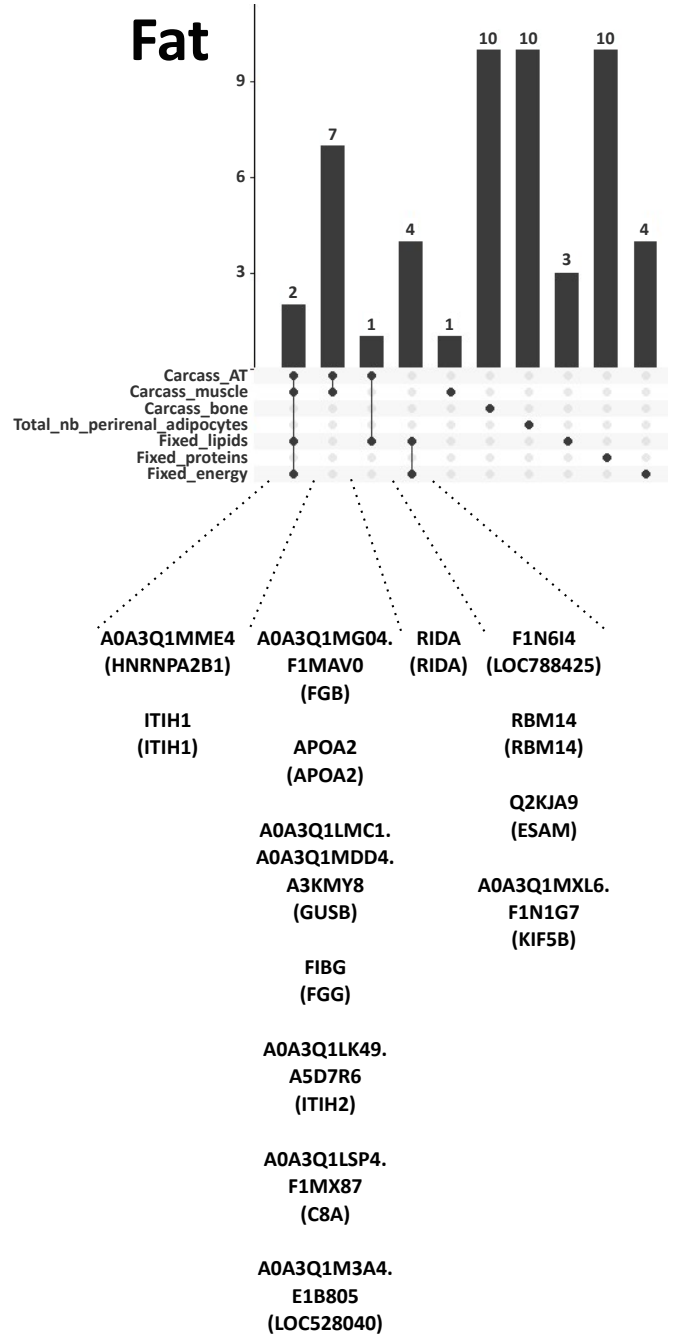 Fat
10 10 10
9
7
6
4 4
3
3
2
1 1
Carcass_AT
Carcass_muscle
Carcass_bone
Total_nb_perirenal_adipocytes
Fixed_lipids
Fixed_proteins
Fixed_energy
A0A3Q1MME4
(HNRNPA2B1)
ITIH1
(ITIH1)
A0A3Q1MG04.
F1MAV0
(FGB)
APOA2
(APOA2)
A0A3Q1LMC1.
A0A3Q1MDD4.
A3KMY8
(GUSB)
FIBG
(FGG)
A0A3Q1LK49.
A5D7R6
(ITIH2)
A0A3Q1LSP4.
F1MX87
(C8A)
A0A3Q1M3A4.
E1B805
(LOC528040)
RIDA
(RIDA)
F1N6I4
(LOC788425)
RBM14
(RBM14)
Q2KJA9
(ESAM)
A0A3Q1MXL6.
F1N1G7
(KIF5B)